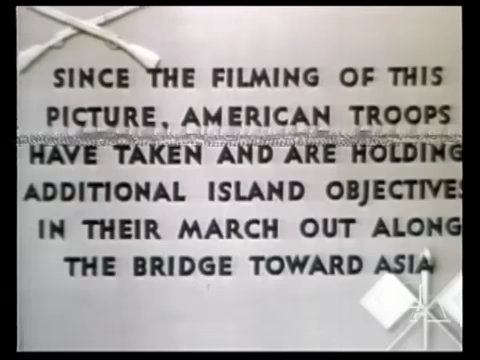 SINCE THE FILMING OF THIS
PICTURE, AMERICAN TROOPS
HAVE TAKEN AND ARE HOLDING
ADDITIONAL ISLAND OBJECTIVES
IN THEIR MARCH OUT ALONG
THE BRIDGE TOWARD ASIA